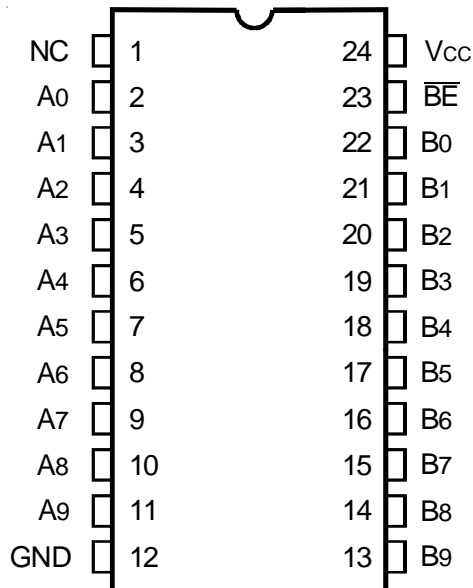 NC 1 24 Vcc
A0 2 23 B̅E̅
A1 3 22 B0
A2 4 21 B1
A3 5 20 B2
A4 6 19 B3
A5 7 18 B4
A6 8 17 B5
A7 9 16 B6
A8 10 15 B7
A9 11 14 B8
GND 12 13 B9